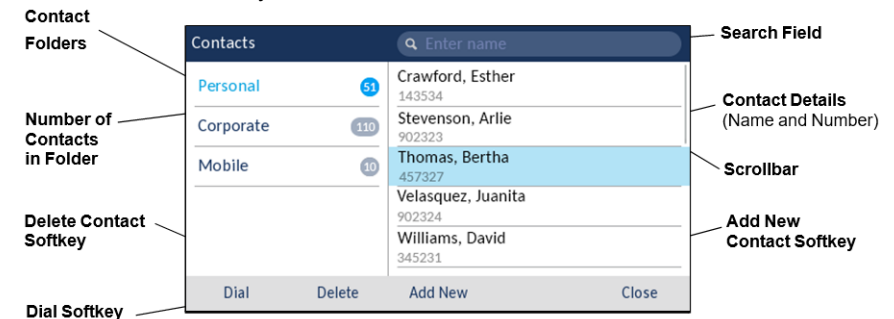 Contact
Folders
Number of
Contacts
in Folder
Delete Contact
Softkey
Dial Softkey
Contacts
Enter name
Personal 51
Corporate 110
Mobile 10
Crawford, Esther
143534
Stevenson, Arlie
902323
Thomas, Bertha
457327
Velasquez, Juanita
902324
Williams, David
345231
Dial Delete Add New Close
Search Field
Contact Details
(Name and Number)
Scrollbar
Add New
Contact Softkey